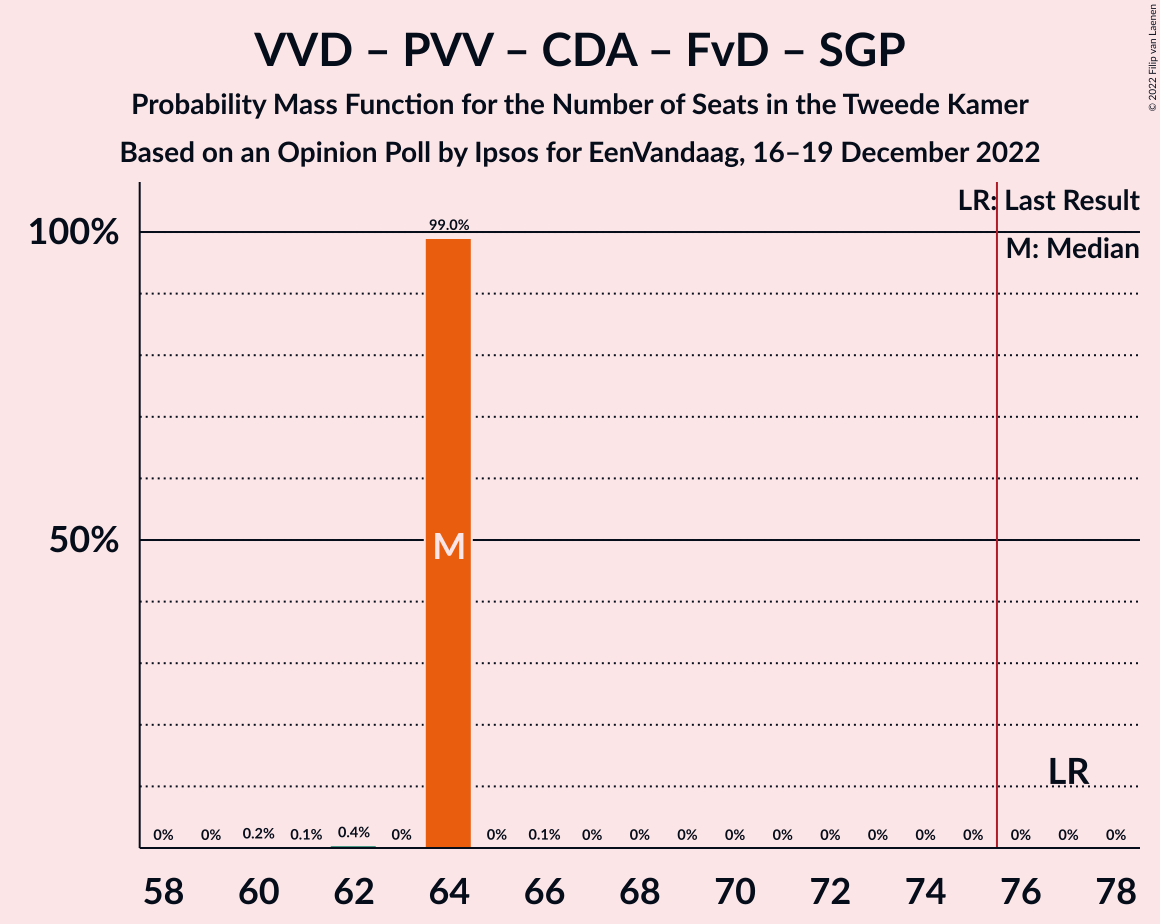 VVD – PVV – CDA – FvD – SGP
Probability Mass Function for the Number of Seats in the Tweede Kamer
Based on an Opinion Poll by Ipsos for EenVandaag, 16–19 December 2022
© 2022 Filip van Laenen
LR: Last Result
M: Median
100%
50%
99.0%
M
LR
0% 0% 0.2% 0.1% 0.4% 0% 0% 0.1% 0% 0% 0% 0% 0% 0% 0% 0% 0% 0% 0% 0%
58 60 62 64 66 68 70 72 74 76 78